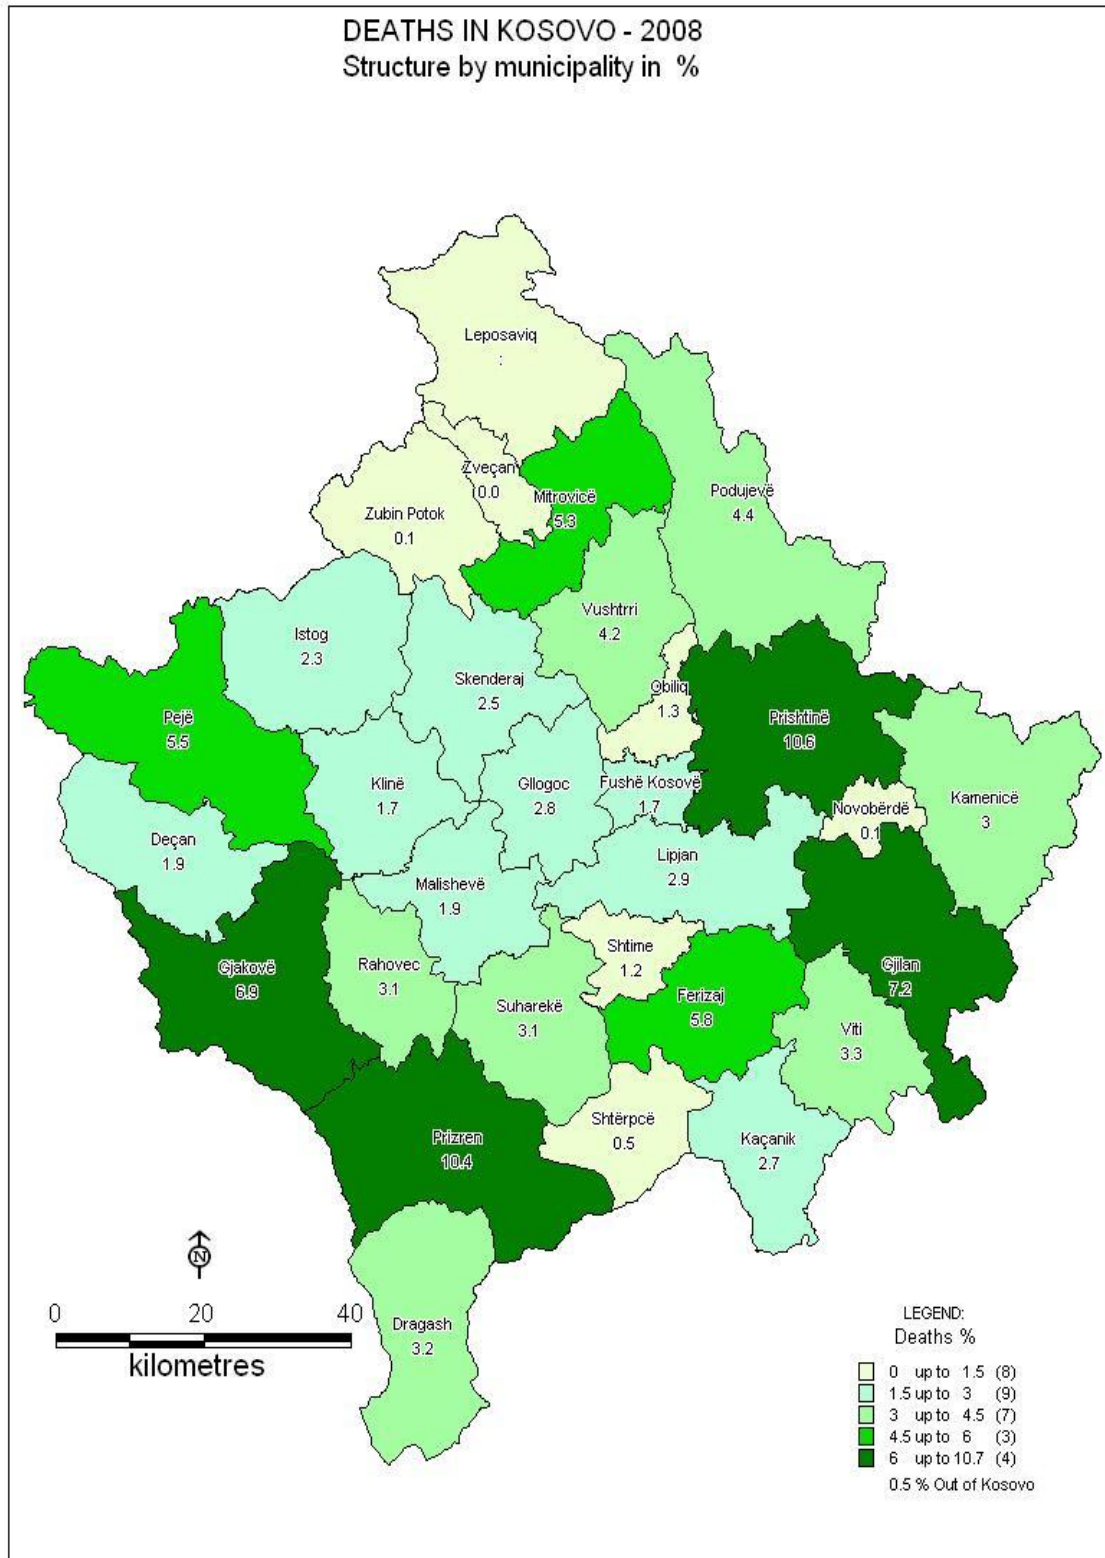 DEATHS IN KOSOVO - 2008
Structure by municipality in %
Leposaviq
:
Zveçan
0.0
Mitrovicë
5.3
Podujevë
4.4
Zubin Potok
0.1
Vushtrri
4.2
Istog
2.3
Skenderaj
2.5
Obiliq
1.3
Pejë
5.5
Prishtinë
10.6
Klinë
1.7
Gllogoc
2.8
Fushë Kosovë
1.7
Kamenicë
3
Novobërdë
0.1
Deçan
1.9
Lipjan
2.9
Malishevë
1.9
Shtime
1.2
Gjakovë
6.9
Rahovec
3.1
Gjilan
7.2
Suharekë
3.1
Ferizaj
5.8
Viti
3.3
Shtërpcë
0.5
Kaçanik
2.7
Prizren
10.4
N
0 20 40
kilometres
Dragash
3.2
LEGEND:
Deaths %
0 up to 1.5 (8)
1.5 up to 3 (9)
3 up to 4.5 (7)
4.5 up to 6 (3)
6 up to 10.7 (4)
0.5 % Out of Kosovo